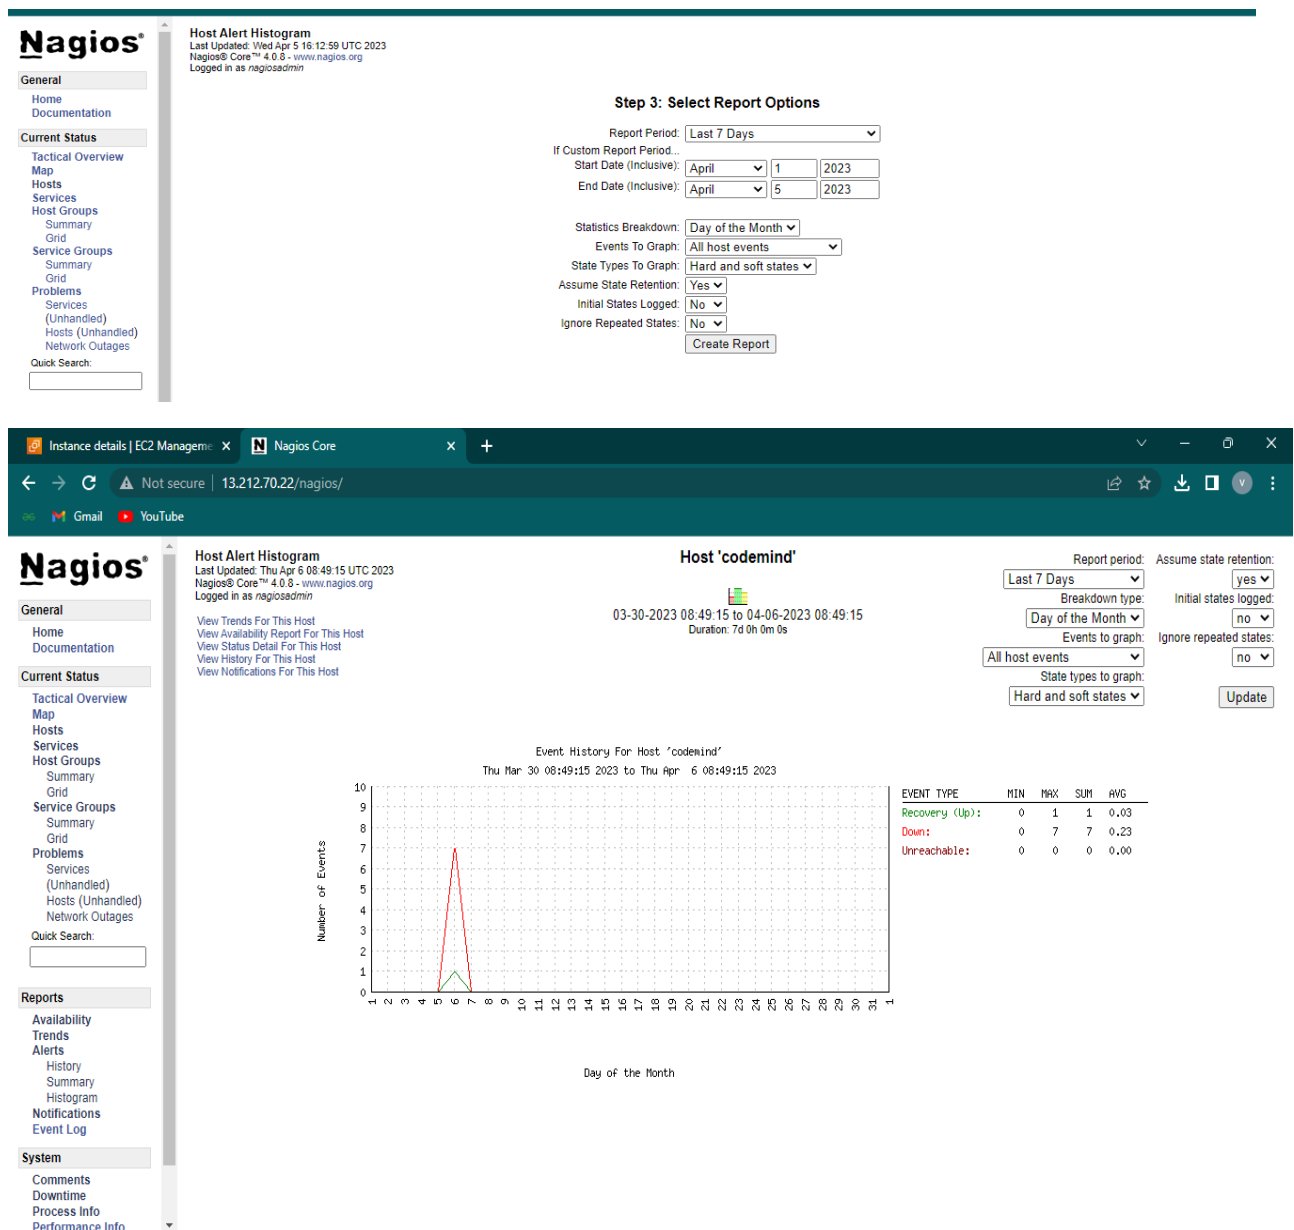 Nagios®
General
Home
Documentation
Current Status
Tactical Overview
Map
Hosts
Services
Host Groups
Summary
Grid
Service Groups
Summary
Grid
Problems
Services
(Unhandled)
Hosts (Unhandled)
Network Outages
Quick Search:
Host Alert Histogram
Last Updated: Wed Apr 5 16:12:59 UTC 2023
Nagios® Core™ 4.0.8 - www.nagios.org
Logged in as nagiosadmin
Step 3: Select Report Options
Report Period: Last 7 Days
If Custom Report Period...
Start Date (Inclusive): April 1 2023
End Date (Inclusive): April 5 2023
Statistics Breakdown: Day of the Month
Events To Graph: All host events
State Types To Graph: Hard and soft states
Assume State Retention: Yes
Initial States Logged: No
Ignore Repeated States: No
Create Report
Instance details | EC2 Manageme
Nagios Core
Not secure | 13.212.70.22/nagios/
V
Gmail YouTube
Nagios®
General
Home
Documentation
Current Status
Tactical Overview
Map
Hosts
Services
Host Groups
Summary
Grid
Service Groups
Summary
Grid
Problems
Services
(Unhandled)
Hosts (Unhandled)
Network Outages
Quick Search:
Reports
Availability
Trends
Alerts
History
Summary
Histogram
Notifications
Event Log
System
Comments
Downtime
Process Info
Performance Info
Host Alert Histogram
Last Updated: Thu Apr 6 08:49:15 UTC 2023
Nagios® Core™ 4.0.8 - www.nagios.org
Logged in as nagiosadmin
View Trends For This Host
View Availability Report For This Host
View Status Detail For This Host
View History For This Host
View Notifications For This Host
Host 'codemind'
03-30-2023 08:49:15 to 04-06-2023 08:49:15
Duration: 7d 0h 0m 0s
Report period: Assume state retention:
Last 7 Days yes
Breakdown type: Initial states logged:
Day of the Month no
Events to graph: Ignore repeated states:
All host events no
State types to graph:
Hard and soft states Update
Event History For Host 'codemind'
Thu Mar 30 08:49:15 2023 to Thu Apr 6 08:49:15 2023
10
9
8
7
6
5
4
3
2
1
0
Number of Events
1 2 3 4 5 6 7 8 9 10 11 12 13 14 15 16 17 18 19 20 21 22 23 24 25 26 27 28 29 30 31 1
Day of the Month
EVENT TYPE MIN MAX SUM AVG
Recovery (Up): 0 1 1 0.03
Down: 0 7 7 0.23
Unreachable: 0 0 0 0.00